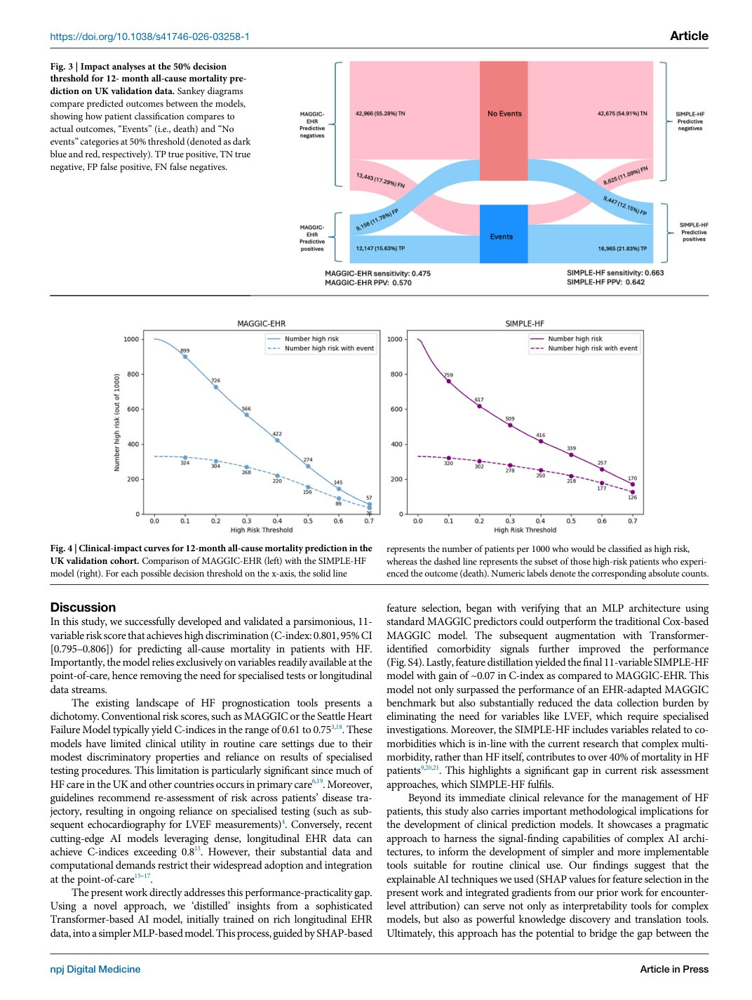 https://doi.org/10.1038/s41746-026-03258-1
Article
Fig. 3 | Impact analyses at the 50% decision
threshold for 12- month all-cause mortality pre-
diction on UK validation data. Sankey diagrams
compare predicted outcomes between the models,
showing how patient classification compares to
actual outcomes, “Events” (i.e., death) and “No
events” categories at 50% threshold (denoted as dark
blue and red, respectively). TP true positive, TN true
negative, FP false positive, FN false negatives.
MAGGIC-
EHR
Predictive
negatives
42,966 (55.28%) TN
No Events
42,675 (54.91%) TN
SIMPLE-HF
Predictive
negatives
13,443 (17.29%) FN
8,625 (11.09%) FN
9,156 (11.78%) FP
9,447 (12.15%) FP
MAGGIC-
EHR
Predictive
positives
12,147 (15.63%) TP
Events
16,965 (21.83%) TP
SIMPLE-HF
Predictive
positives
MAGGIC-EHR sensitivity: 0.475
MAGGIC-EHR PPV: 0.570
SIMPLE-HF sensitivity: 0.663
SIMPLE-HF PPV: 0.642
MAGGIC-EHR
Number high risk
Number high risk with event
Number high risk (out of 1000)
1000
800
600
400
200
0
899
726
566
422
274
145
57
324
304
268
220
156
89
36
0.0 0.1 0.2 0.3 0.4 0.5 0.6 0.7
High Risk Threshold
SIMPLE-HF
Number high risk
Number high risk with event
1000
800
600
400
200
0
759
617
509
416
339
257
170
320
302
278
250
218
177
126
0.0 0.1 0.2 0.3 0.4 0.5 0.6 0.7
High Risk Threshold
Fig. 4 | Clinical-impact curves for 12-month all-cause mortality prediction in the
UK validation cohort. Comparison of MAGGIC-EHR (left) with the SIMPLE-HF
model (right). For each possible decision threshold on the x-axis, the solid line
represents the number of patients per 1000 who would be classified as high risk,
whereas the dashed line represents the subset of those high-risk patients who experi-
enced the outcome (death). Numeric labels denote the corresponding absolute counts.
Discussion
In this study, we successfully developed and validated a parsimonious, 11-
variable risk score that achieves high discrimination (C-index: 0.801, 95% CI
[0.795–0.806]) for predicting all-cause mortality in patients with HF.
Importantly, the model relies exclusively on variables readily available at the
point-of-care, hence removing the need for specialised tests or longitudinal
data streams.
The existing landscape of HF prognostication tools presents a
dichotomy. Conventional risk scores, such as MAGGIC or the Seattle Heart
Failure Model typically yield C-indices in the range of 0.61 to 0.753,18. These
models have limited clinical utility in routine care settings due to their
modest discriminatory properties and reliance on results of specialised
testing procedures. This limitation is particularly significant since much of
HF care in the UK and other countries occurs in primary care6,19. Moreover,
guidelines recommend re-assessment of risk across patients’ disease tra-
jectory, resulting in ongoing reliance on specialised testing (such as sub-
sequent echocardiography for LVEF measurements)4. Conversely, recent
cutting-edge AI models leveraging dense, longitudinal EHR data can
achieve C-indices exceeding 0.813. However, their substantial data and
computational demands restrict their widespread adoption and integration
at the point-of-care15–17.
The present work directly addresses this performance-practicality gap.
Using a novel approach, we ‘distilled’ insights from a sophisticated
Transformer-based AI model, initially trained on rich longitudinal EHR
data, into a simpler MLP-based model. This process, guided by SHAP-based
feature selection, began with verifying that an MLP architecture using
standard MAGGIC predictors could outperform the traditional Cox-based
MAGGIC model. The subsequent augmentation with Transformer-
identified comorbidity signals further improved the performance
(Fig. S4). Lastly, feature distillation yielded the final 11-variable SIMPLE-HF
model with gain of ~0.07 in C-index as compared to MAGGIC-EHR. This
model not only surpassed the performance of an EHR-adapted MAGGIC
benchmark but also substantially reduced the data collection burden by
eliminating the need for variables like LVEF, which require specialised
investigations. Moreover, the SIMPLE-HF includes variables related to co-
morbidities which is in-line with the current research that complex multi-
morbidity, rather than HF itself, contributes to over 40% of mortality in HF
patients9,20,21. This highlights a significant gap in current risk assessment
approaches, which SIMPLE-HF fulfils.
Beyond its immediate clinical relevance for the management of HF
patients, this study also carries important methodological implications for
the development of clinical prediction models. It showcases a pragmatic
approach to harness the signal-finding capabilities of complex AI archi-
tectures, to inform the development of simpler and more implementable
tools suitable for routine clinical use. Our findings suggest that the
explainable AI techniques we used (SHAP values for feature selection in the
present work and integrated gradients from our prior work for encounter-
level attribution) can serve not only as interpretability tools for complex
models, but also as powerful knowledge discovery and translation tools.
Ultimately, this approach has the potential to bridge the gap between the
npj Digital Medicine
Article in Press